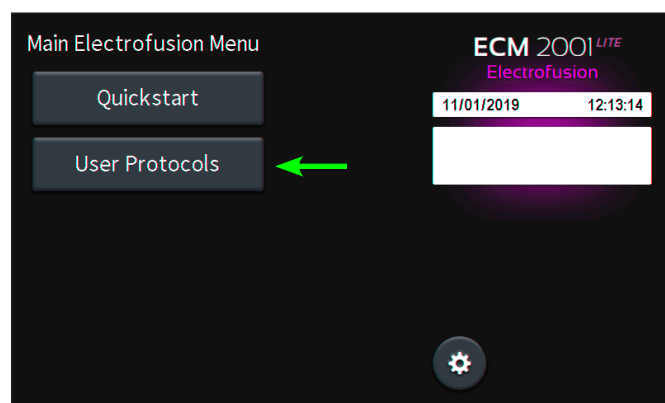 Main Electrofusion Menu
Quickstart
User Protocols
ECM 2001 LITE
Electrofusion
11/01/2019 12:13:14